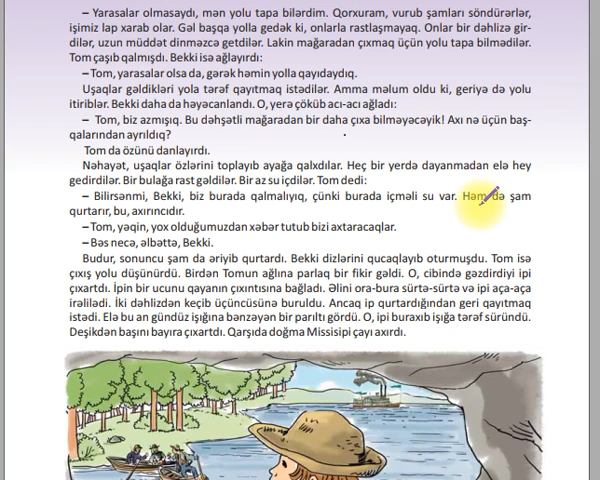 – Yarasalar olmasaydı, mən yolu tapa bilərdim. Qorxuram, vurub şamları söndürərlər,
işimiz lap xarab olar. Gəl başqa yolla gedək ki, onlarla rastlaşmayaq. Onlar bir dəhlizə gir-
dilər, uzun müddət dinməzcə getdilər. Lakin mağaradan çıxmaq üçün yolu tapa bilmədilər.
Tom çaşıb qalmışdı. Bekki isə ağlayırdı:
– Tom, yarasalar olsa da, gərək həmin yolla qayıdaydıq.
Uşaqlar gəldikləri yola tərəf qayıtmaq istədilər. Amma məlum oldu ki, geriyə də yolu
itiriblər. Bekki daha da həyəcanlandı. O, yerə çöküb acı-acı ağladı:
– Tom, biz azmışıq. Bu dəhşətli mağaradan bir daha çıxa bilməyəcəyik! Axı nə üçün baş-
qalarından ayrıldıq?
Tom da özünü danlayırdı.
Nəhayət, uşaqlar özlərini toplayıb ayağa qalxdılar. Heç bir yerdə dayanmadan elə hey
gedirdilər. Bir bulağa rast gəldilər. Bir az su içdilər. Tom dedi:
– Bilirsənmi, Bekki, biz burada qalmalıyıq, çünki burada içməli su var. Həm də şam
qurtarır, bu, axırıncıdır.
– Tom, yəqin, yox olduğumuzdan xəbər tutub bizi axtaracaqlar.
– Bəs necə, əlbəttə, Bekki.
Budur, sonuncu şam da əriyib qurtardı. Bekki dizlərini qucaqlayıb oturmuşdu. Tom isə
çıxış yolu düşünürdü. Birdən Tomun ağlına parlaq bir fikir gəldi. O, cibində gəzdirdiyi ipi
çıxartdı. İpin bir ucunu qayanın çıxıntısına bağladı. Əlini ora-bura sürtə-sürtə və ipi aça-aça
irəlilədi. İki dəhlizdən keçib üçüncüsünə buruldu. Ancaq ip qurtardığından geri qayıtmaq
istədi. Elə bu an gündüz işığına bənzəyən bir parıltı gördü. O, ipi buraxıb işığa tərəf süründü.
Deşikdən başını bayıra çıxartdı. Qarşıda doğma Missisipi çayı axırdı.